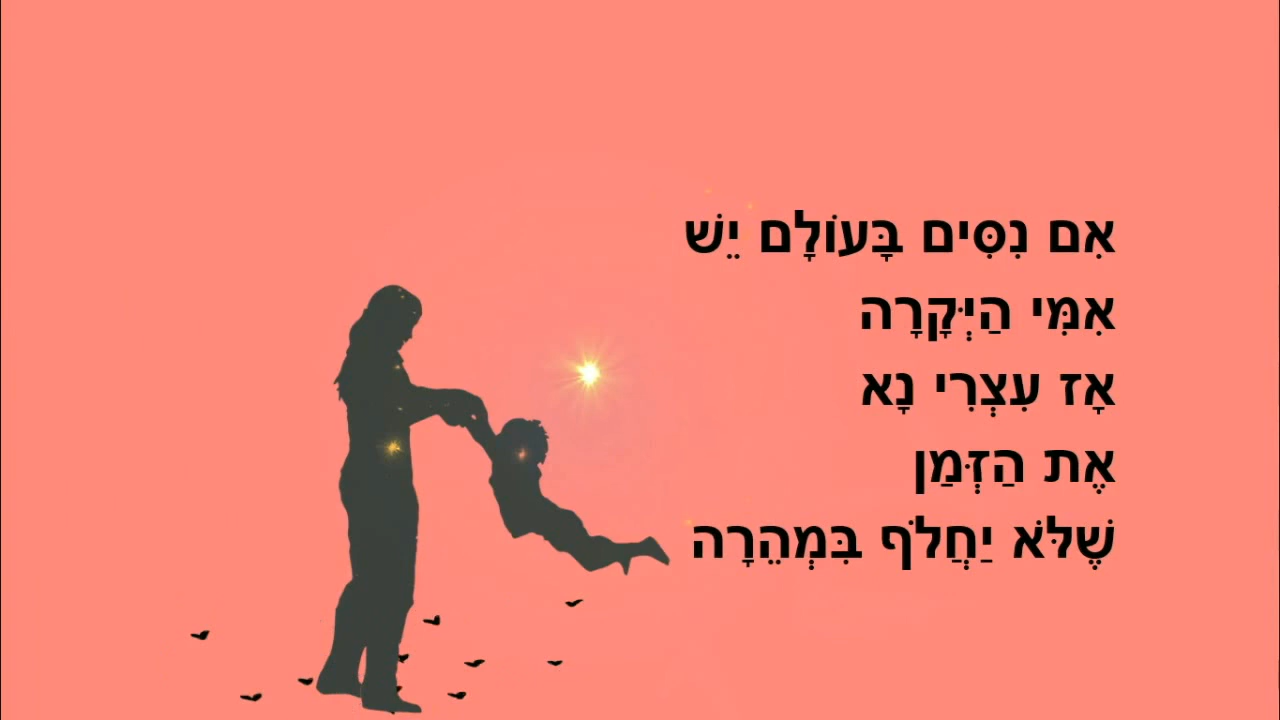 אִם נִסִּים בָּעוֹלָם יֵשׁ
אִמִּי הַיְּקָרָה
אָז עִצְרִי נָא
אֶת הַזְּמַן
שֶׁלֹּא יַחֲלֹף בִּמְהֵרָה